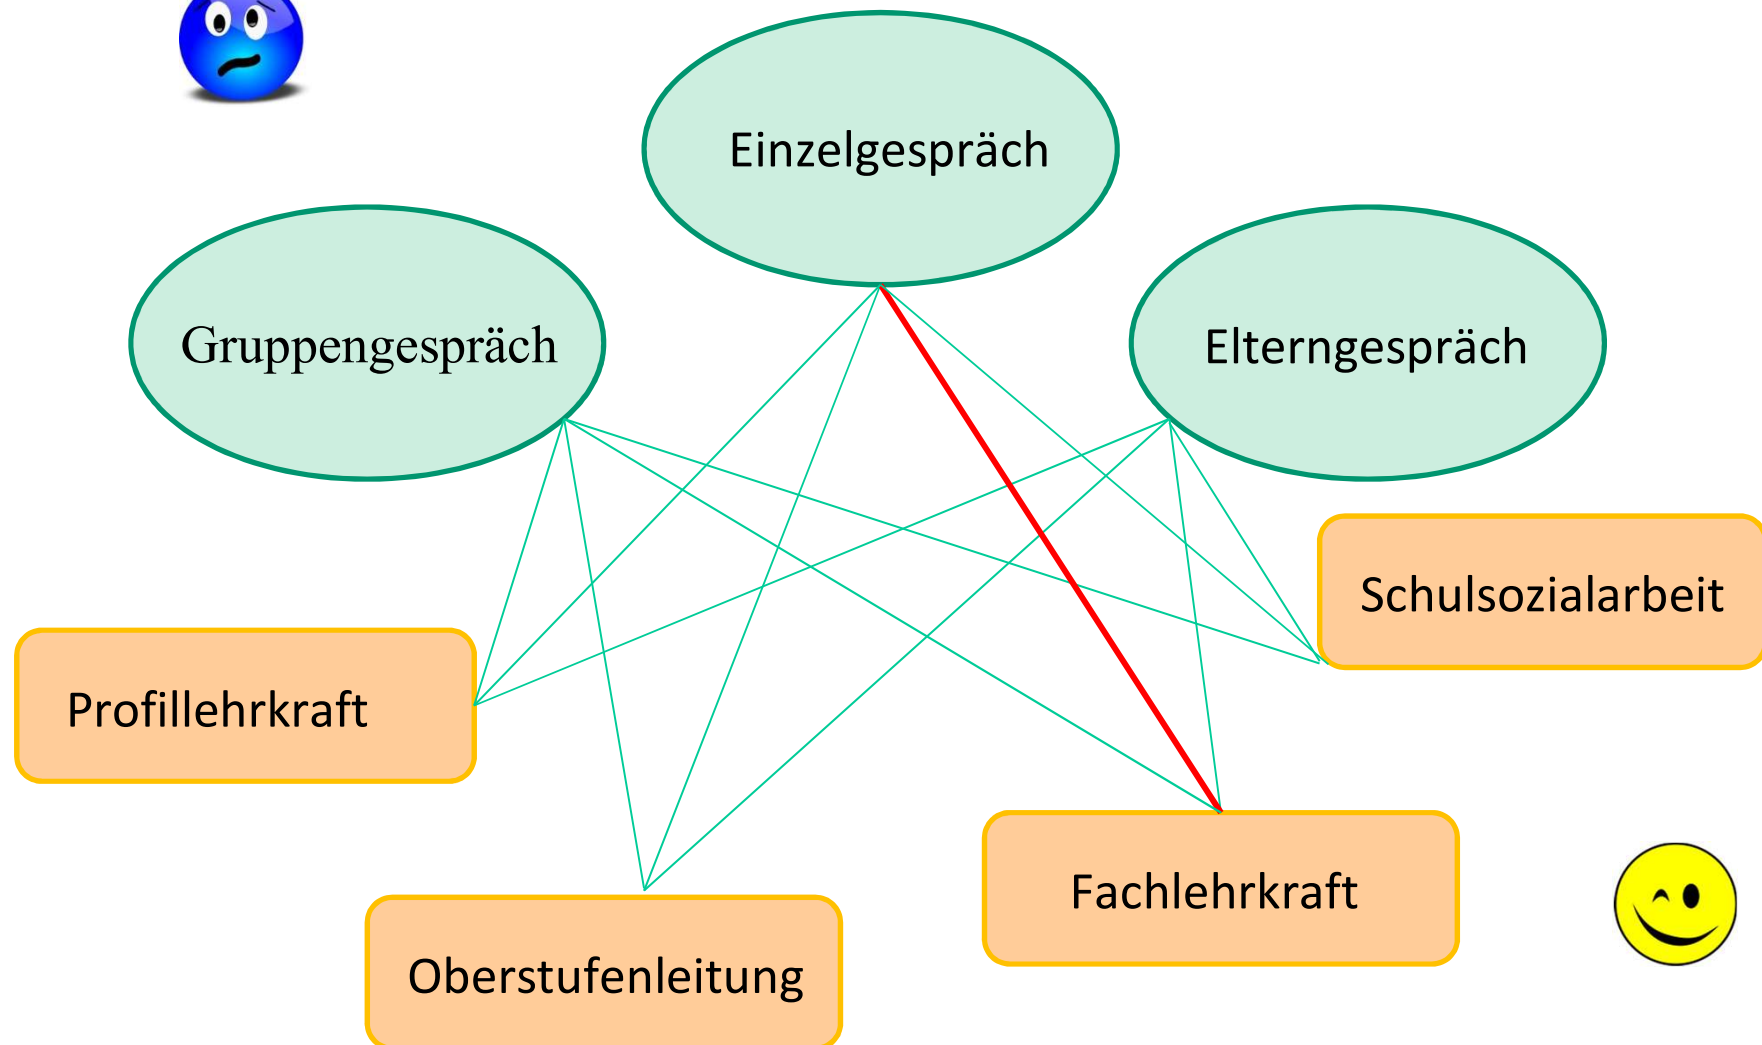 Einzelgespräch
Gruppengespräch
Elterngespräch
Schulsozialarbeit
Profillehrkraft
Fachlehrkraft
Oberstufenleitung